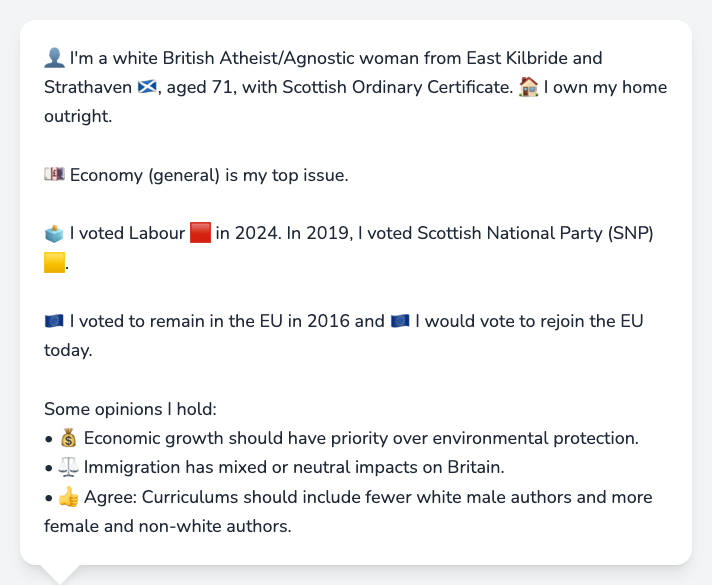 👤 I'm a white British Atheist/Agnostic woman from East Kilbride and
Strathaven 🏴󠁧󠁢󠁳󠁣󠁴󠁿, aged 71, with Scottish Ordinary Certificate. 🏠 I own my home
outright.
💷 Economy (general) is my top issue.
🗳️ I voted Labour 🟥 in 2024. In 2019, I voted Scottish National Party (SNP)
🟨.
🇪🇺 I voted to remain in the EU in 2016 and 🇪🇺 I would vote to rejoin the EU
today.
Some opinions I hold:
• 💰 Economic growth should have priority over environmental protection.
• ⚖️ Immigration has mixed or neutral impacts on Britain.
• 👍 Agree: Curriculums should include fewer white male authors and more
female and non-white authors.